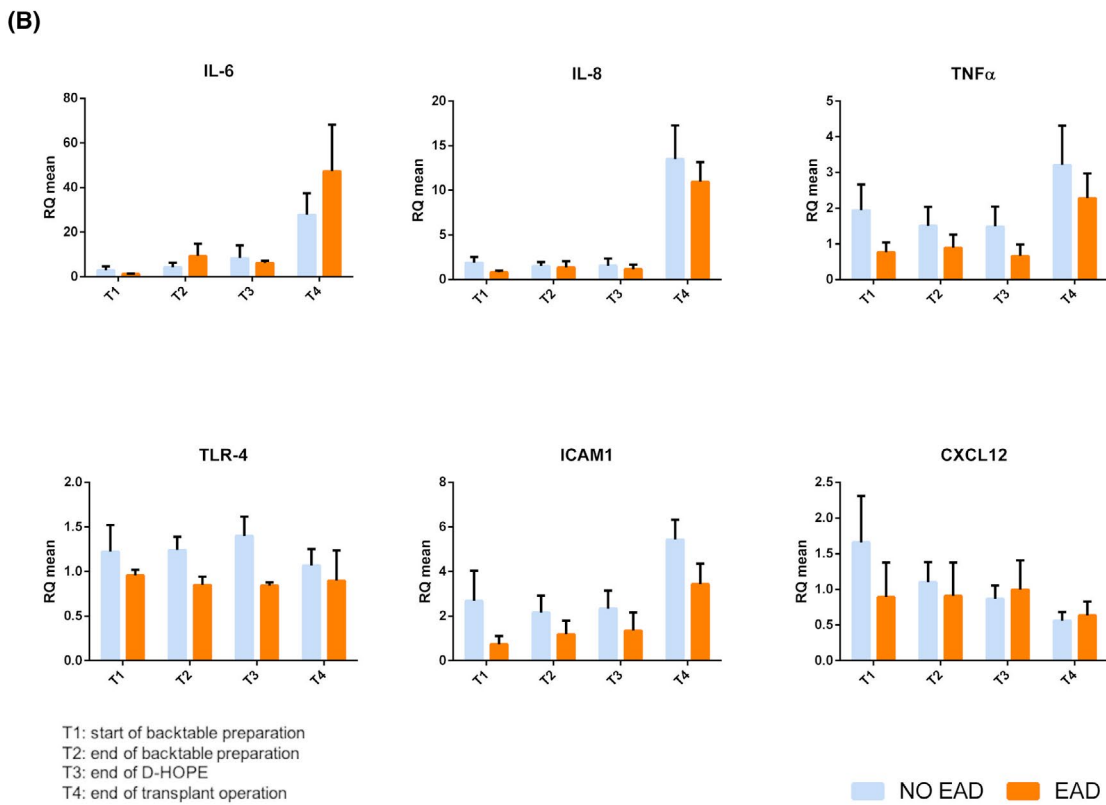 (B)
IL-6
IL-8
TNFα
80
60
40
20
0
RQ mean
T1
T2
T3
T4
20
15
10
5
0
RQ mean
T1
T2
T3
T4
5
4
3
2
1
0
RQ mean
T1
T2
T3
T4
TLR-4
ICAM1
CXCL12
2.0
1.5
1.0
0.5
0.0
RQ mean
T1
T2
T3
T4
8
6
4
2
0
RQ mean
T1
T2
T3
T4
2.5
2.0
1.5
1.0
0.5
0.0
RQ mean
T1
T2
T3
T4
T1: start of backtable preparation
T2: end of backtable preparation
T3: end of D-HOPE
T4: end of transplant operation
NO EAD
EAD